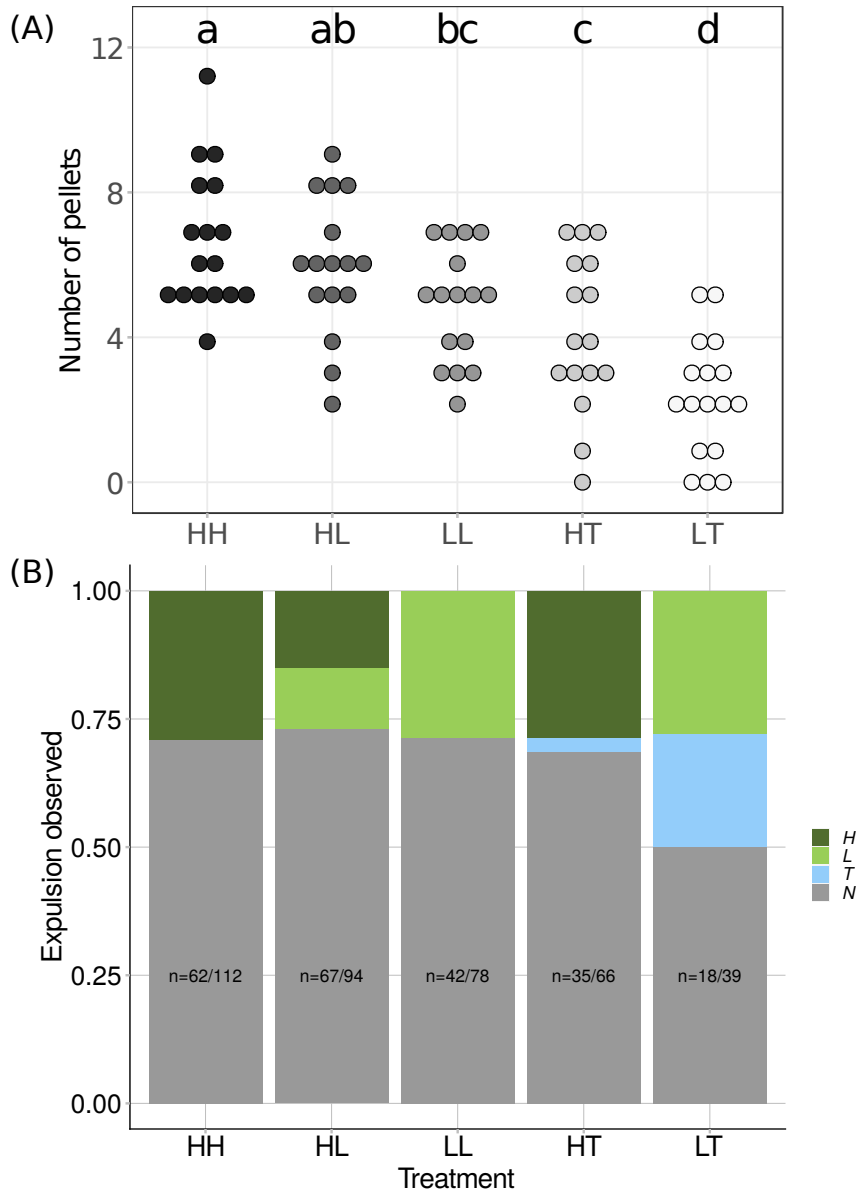 (A)
a ab bc c d
12
8
4
0
Number of pellets
HH HL LL HT LT
(B)
1.00
0.75
0.50
0.25
0.00
Expulsion observed
n=62/112 n=67/94 n=42/78 n=35/66 n=18/39
H
L
T
N
HH HL LL HT LT
Treatment